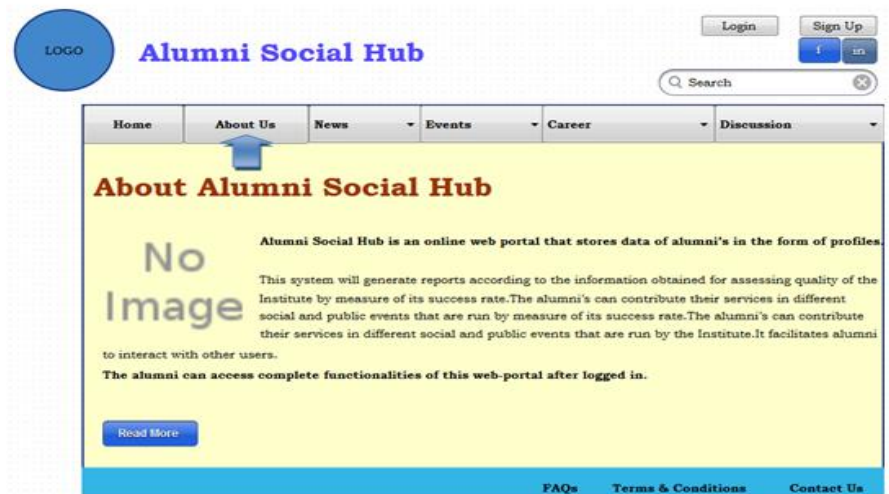 LOGO
Alumni Social Hub
Login
Sign Up
f
in
Search
Home
About Us
News
Events
Career
Discussion
About Alumni Social Hub
No
Image
Alumni Social Hub is an online web portal that stores data of alumni's in the form of profiles.
This system will generate reports according to the information obtained for assessing quality of the
Institute by measure of its success rate.The alumni's can contribute their services in different
social and public events that are run by measure of its success rate.The alumni's can contribute
their services in different social and public events that are run by the Institute.It facilitates alumni
to interact with other users.
The alumni can access complete functionalities of this web-portal after logged in.
Read More
FAQs
Terms & Conditions
Contact Us